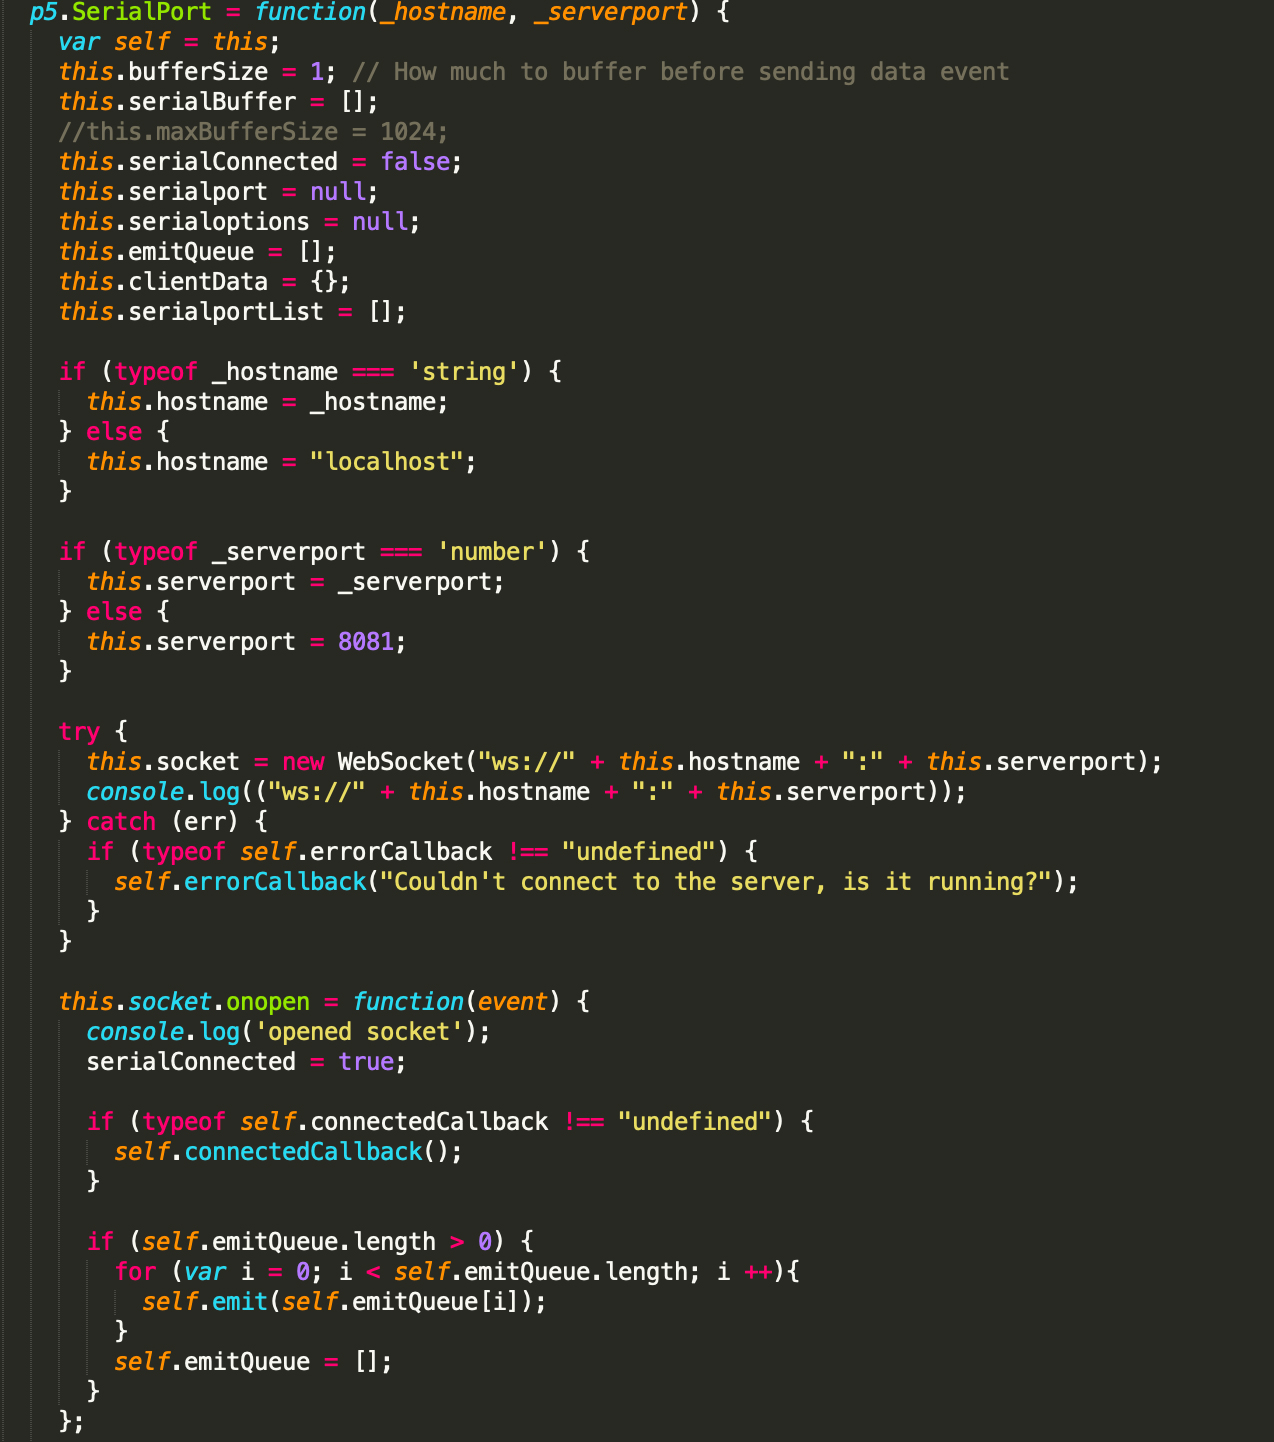 p5.SerialPort = function(_hostname, _serverport) {
  var self = this;
  this.bufferSize = 1; // How much to buffer before sending data event
  this.serialBuffer = [];
  //this.maxBufferSize = 1024;
  this.serialConnected = false;
  this.serialport = null;
  this.serialoptions = null;
  this.emitQueue = [];
  this.clientData = {};
  this.serialportList = [];

  if (typeof _hostname === 'string') {
    this.hostname = _hostname;
  } else {
    this.hostname = "localhost";
  }

  if (typeof _serverport === 'number') {
    this.serverport = _serverport;
  } else {
    this.serverport = 8081;
  }

  try {
    this.socket = new WebSocket("ws://" + this.hostname + ":" + this.serverport);
    console.log(("ws://" + this.hostname + ":" + this.serverport));
  } catch (err) {
    if (typeof self.errorCallback !== "undefined") {
      self.errorCallback("Couldn't connect to the server, is it running?");
    }
  }

  this.socket.onopen = function(event) {
    console.log('opened socket');
    serialConnected = true;

    if (typeof self.connectedCallback !== "undefined") {
      self.connectedCallback();
    }

    if (self.emitQueue.length > 0) {
      for (var i = 0; i < self.emitQueue.length; i ++){
        self.emit(self.emitQueue[i]);
      }
      self.emitQueue = [];
    }
  };